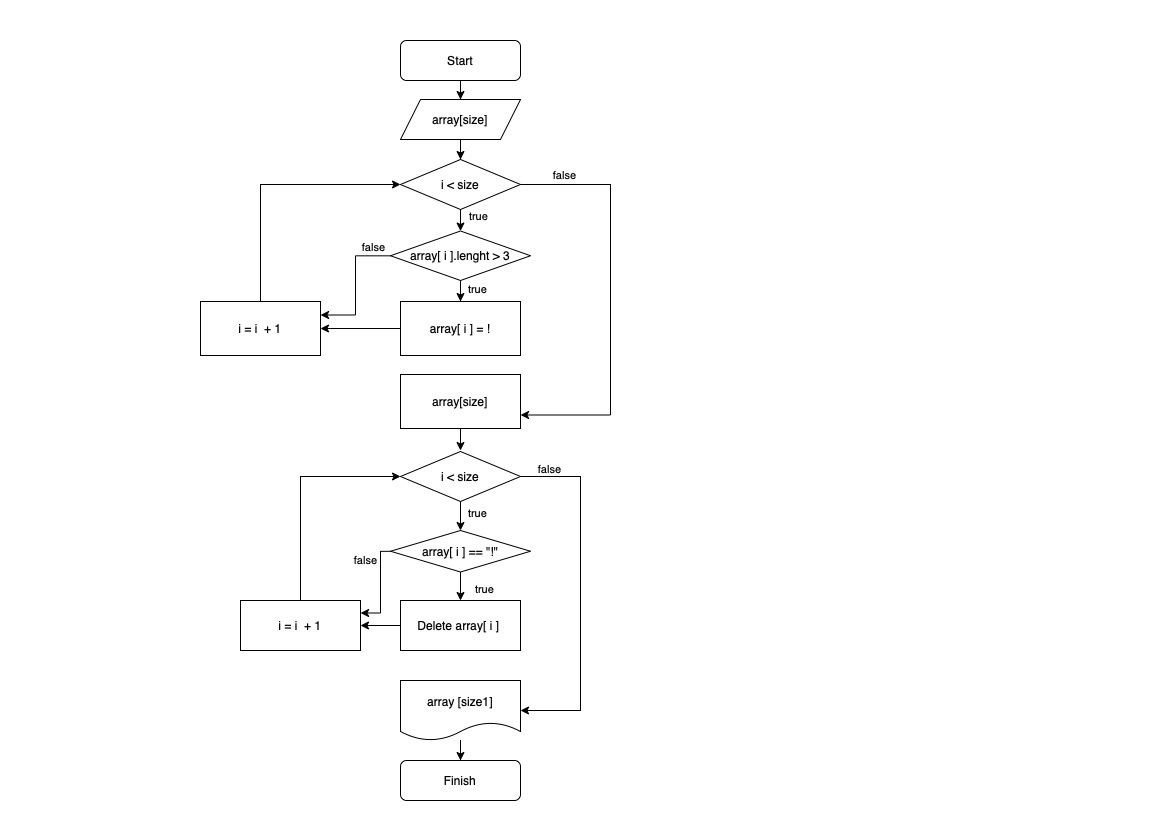 Start
array[size]
i < size
false
true
array[ i ].lenght > 3
false
true
i = i + 1
array[ i ] = !
array[size]
i < size
false
true
array[ i ] == "!"
false
true
i = i + 1
Delete array[ i ]
array [size1]
Finish